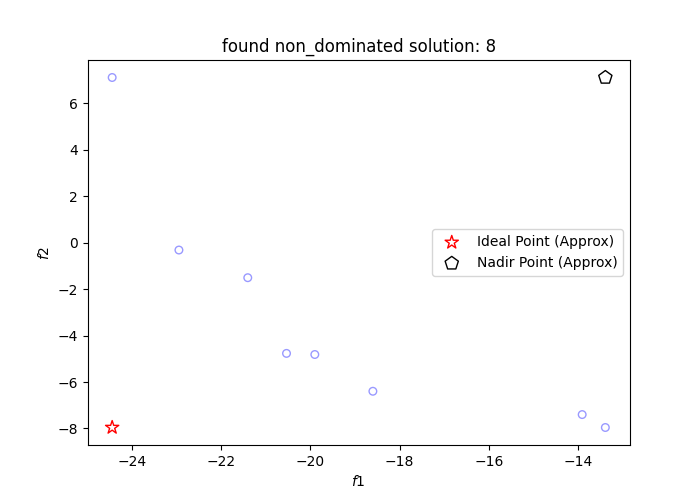 found non_dominated solution: 8
f2
6
4
2
0
−2
−4
−6
−8
Ideal Point (Approx)
Nadir Point (Approx)
−24
−22
−20
−18
−16
−14
f1